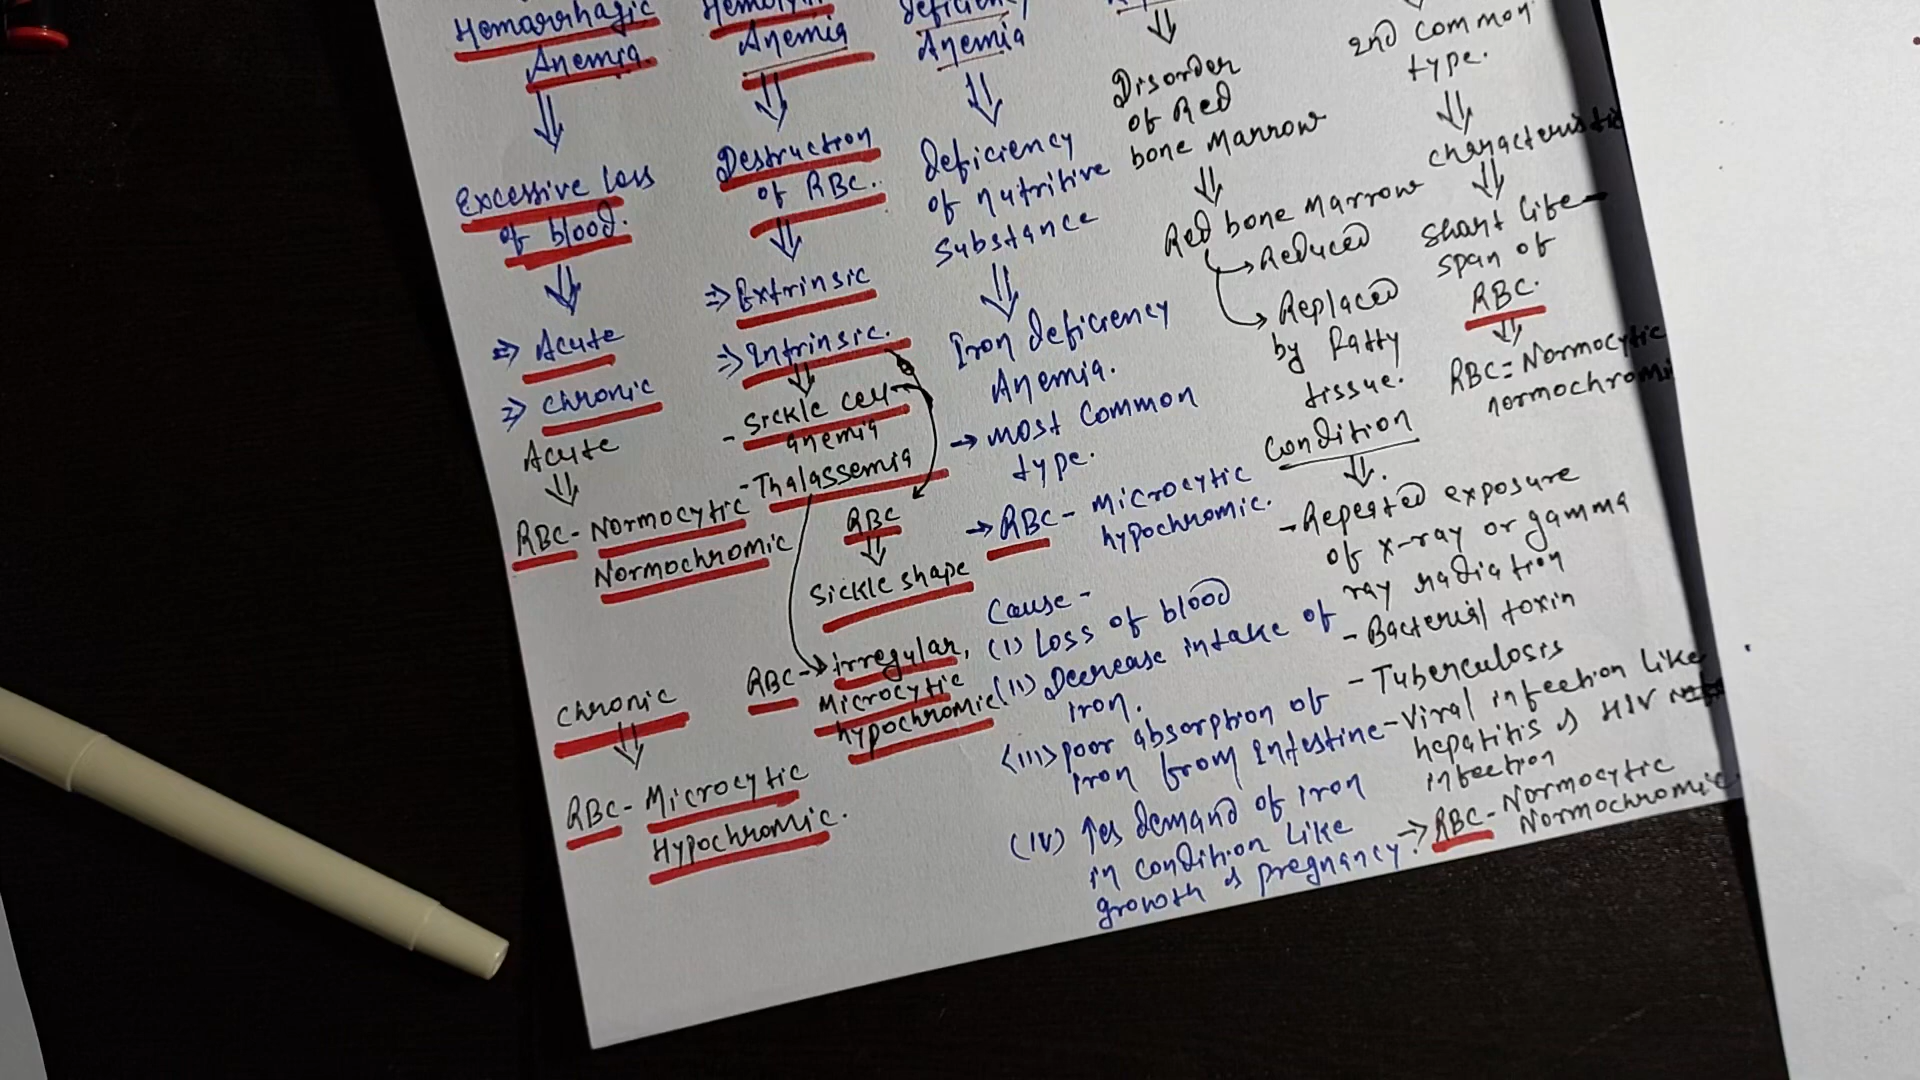 Hemorrhagic
Anemia
Excessive loss
of blood.
⇒ Acute
⇒ chronic
Acute
RBC - Normocytic
Normochromic
chronic
RBC - Microcytic
Hypochromic.
Hemolytic
Anemia
Destruction
of RBC.
⇒ Extrinsic
⇒ Intrinsic.
- Sickle cell
anemia
- Thalassemia
RBC
Sickle shape
RBC → irregular,
Microcytic
hypochromic
deficiency
Anemia
deficiency
of nutritive
Substance
Iron deficiency
Anemia.
→ most common
type.
→ RBC - Microcytic
hypochromic.
Cause -
(I) Loss of blood
(II) Decrease intake of
iron.
(III) poor absorption of
iron from intestine
(IV) ↑es demand of iron
in condition like
growth & pregnancy.
Disorder
of Red
bone marrow
Red bone marrow
→ Reduced
→ Replaced
by fatty
tissue.
Condition
- Repeated exposure
of x-ray or gamma
ray radiation
- Bacterial toxin
- Tuberculosis
- Viral infection like
hepatitis & HIV
infection
→ RBC - Normocytic
Normochromic.
2nd common
type.
characteristic
short life
span of
RBC.
RBC = Normocytic
normochromic